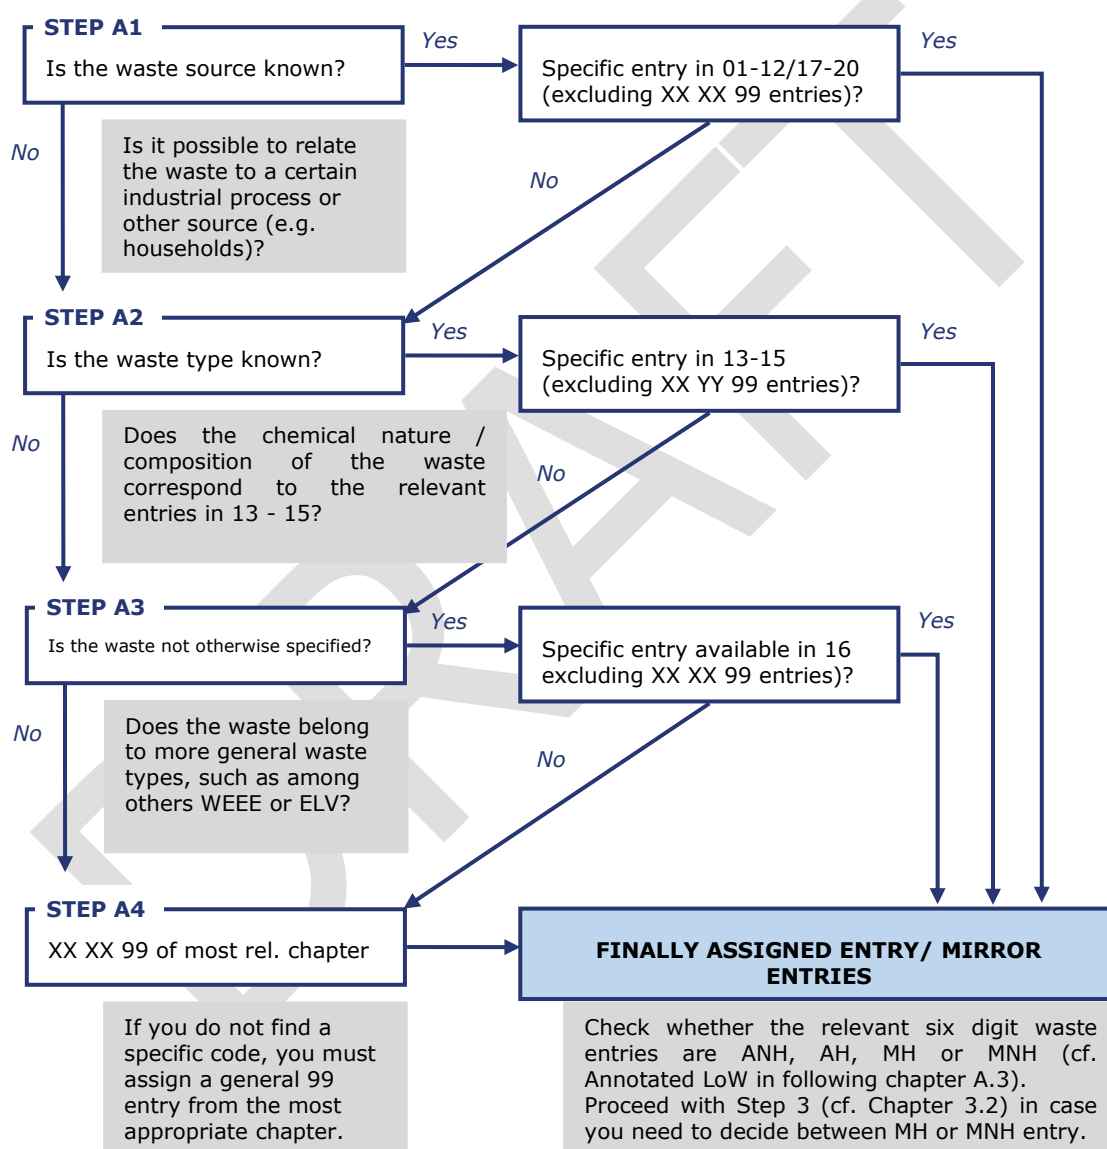 STEP A1
Is the waste source known?
Yes
Specific entry in 01-12/17-20
(excluding XX XX 99 entries)?
Yes
No
Is it possible to relate
the waste to a certain
industrial process or
other source (e.g.
households)?
No
STEP A2
Is the waste type known?
Yes
Specific entry in 13-15
(excluding XX YY 99 entries)?
Yes
No
Does the chemical nature /
composition of the waste
correspond to the relevant
entries in 13 - 15?
No
STEP A3
Is the waste not otherwise specified?
Yes
Specific entry available in 16
excluding XX XX 99 entries)?
Yes
No
Does the waste belong
to more general waste
types, such as among
others WEEE or ELV?
No
STEP A4
XX XX 99 of most rel. chapter
FINALLY ASSIGNED ENTRY/ MIRROR
ENTRIES
If you do not find a
specific code, you must
assign a general 99
entry from the most
appropriate chapter.
Check whether the relevant six digit waste
entries are ANH, AH, MH or MNH (cf.
Annotated LoW in following chapter A.3).
Proceed with Step 3 (cf. Chapter 3.2) in case
you need to decide between MH or MNH entry.
DRAFT